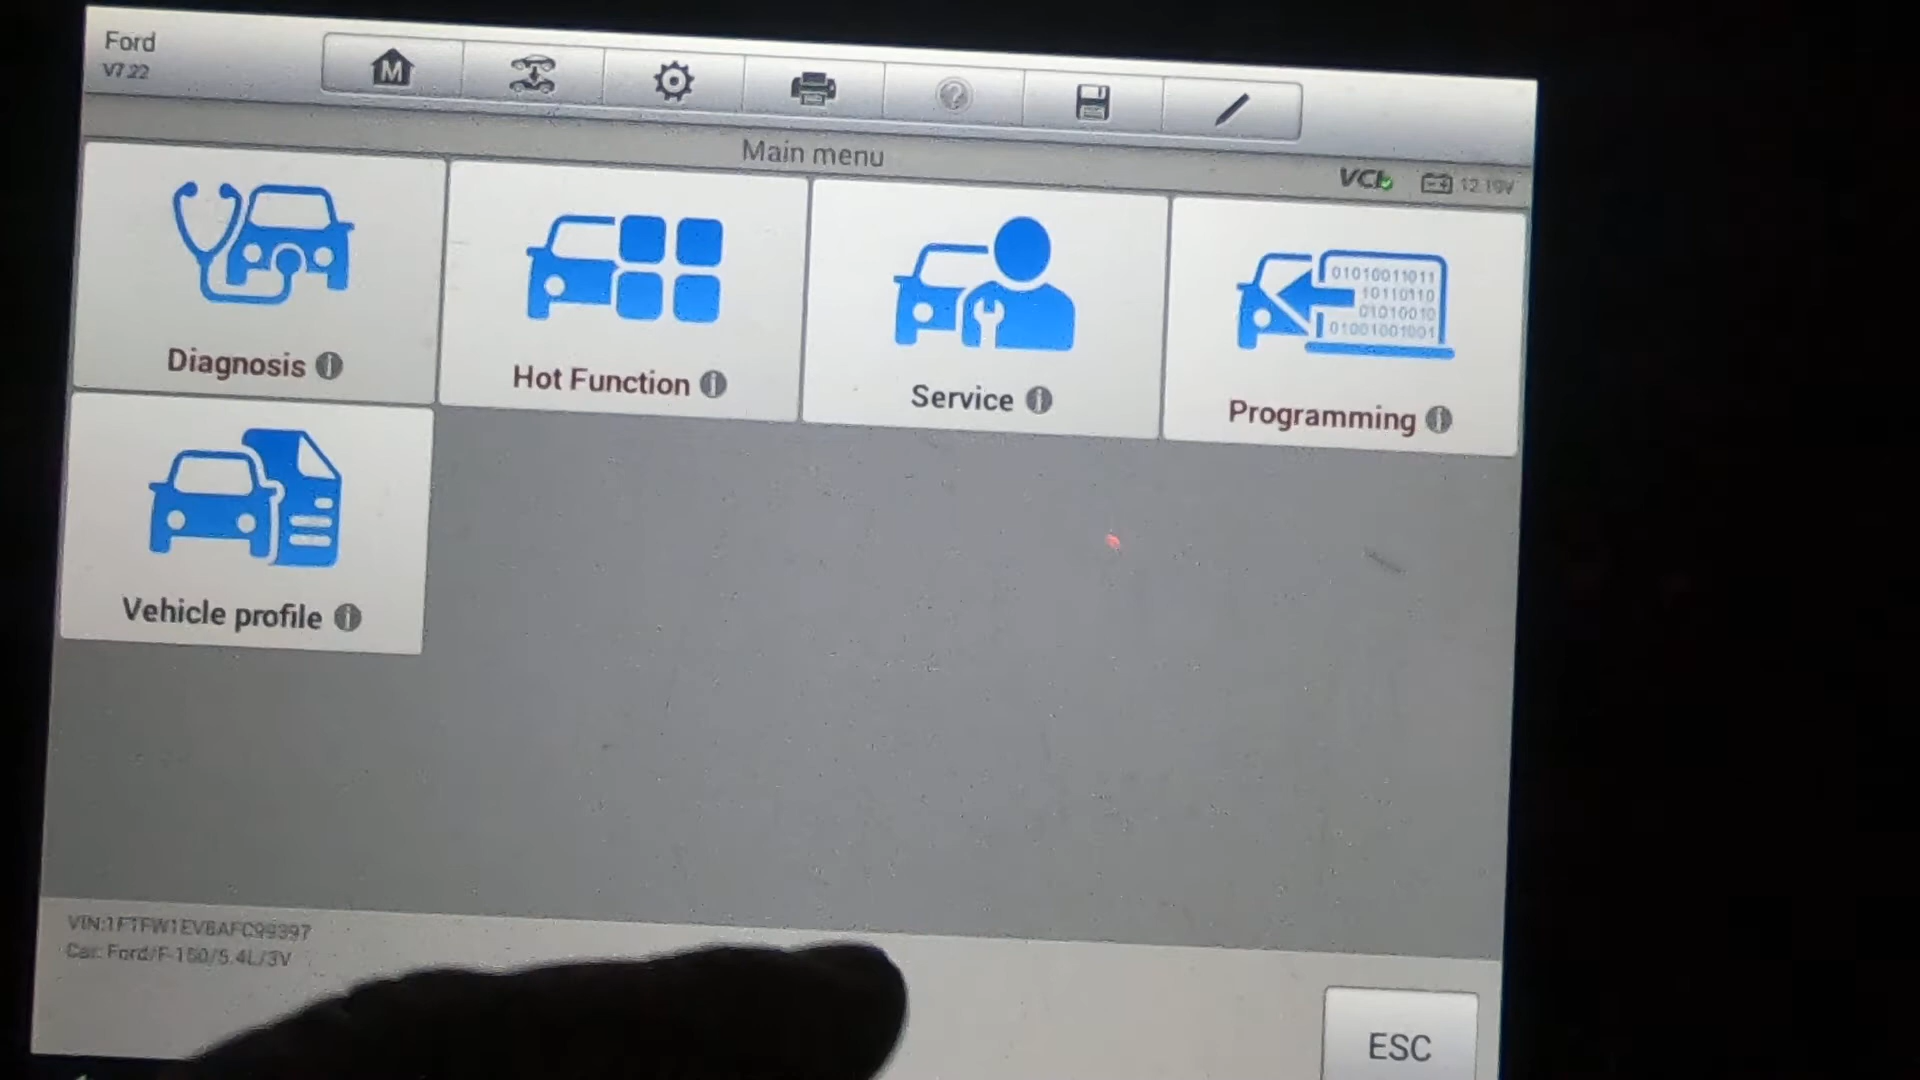 Ford
V7.22
M
Main menu
VCI
12.19V
Diagnosis
Hot Function
Service
01010011011
10110110
01010010
01001001001
Programming
Vehicle profile
VIN:1FTFW1EV6AFC99397
Car: Ford/F-150/5.4L/3V
ESC